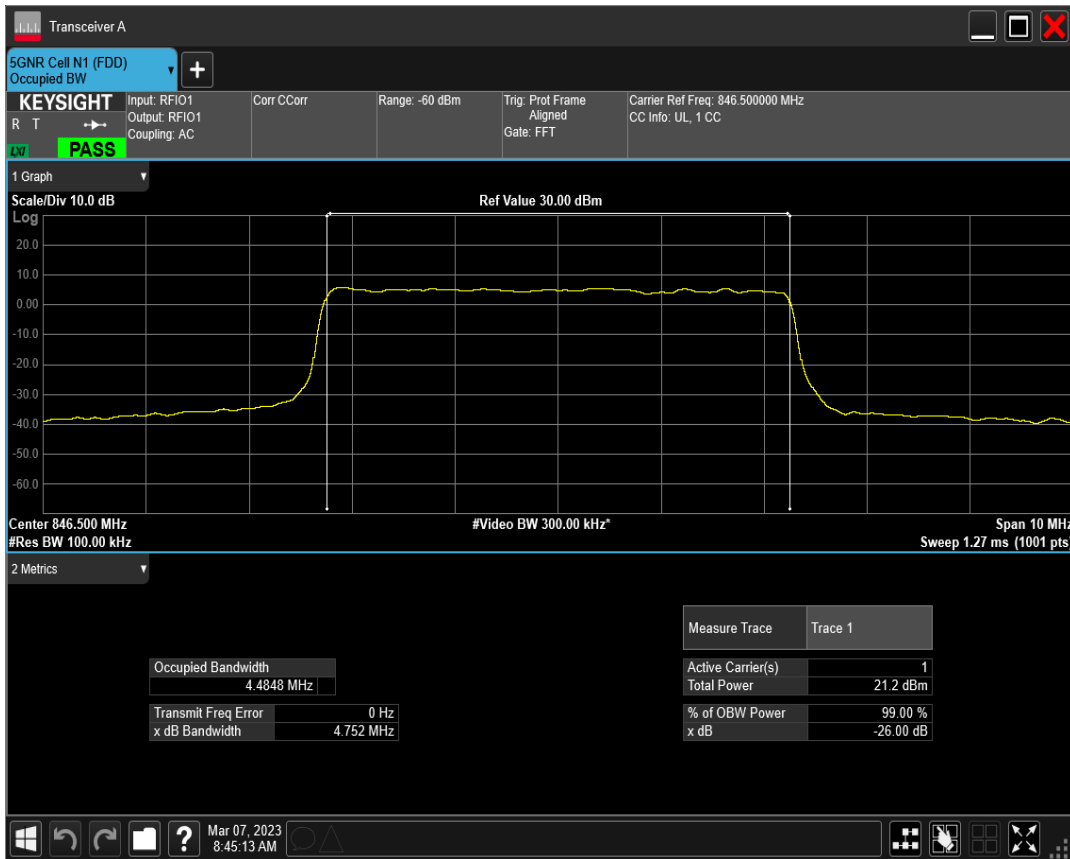 Transceiver A
5GNR Cell N1 (FDD)
Occupied BW
+
KEYSIGHT
R T
LXI
PASS
Input: RFIO1
Output: RFIO1
Coupling: AC
Corr CCorr
Range: -60 dBm
Trig: Prot Frame
Aligned
Gate: FFT
Carrier Ref Freq: 846.500000 MHz
CC Info: UL, 1 CC
1 Graph
Scale/Div 10.0 dB
Ref Value 30.00 dBm
Log
20.0
10.0
0.00
-10.0
-20.0
-30.0
-40.0
-50.0
-60.0
Center 846.500 MHz
#Video BW 300.00 kHz*
Span 10 MHz
#Res BW 100.00 kHz
Sweep 1.27 ms (1001 pts)
2 Metrics
Measure Trace Trace 1
Occupied Bandwidth
4.4848 MHz
Active Carrier(s) 1
Total Power 21.2 dBm
Transmit Freq Error 0 Hz
x dB Bandwidth 4.752 MHz
% of OBW Power 99.00 %
x dB -26.00 dB
?
Mar 07, 2023
8:45:13 AM